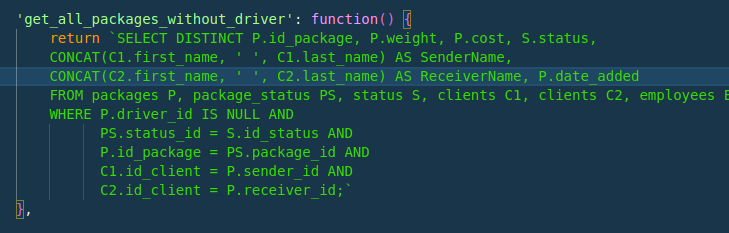 'get_all_packages_without_driver': function() {
return `SELECT DISTINCT P.id_package, P.weight, P.cost, S.status,
CONCAT(C1.first_name, ' ', C1.last_name) AS SenderName,
CONCAT(C2.first_name, ' ', C2.last_name) AS ReceiverName, P.date_added
FROM packages P, package_status PS, status S, clients C1, clients C2, employees E
WHERE P.driver_id IS NULL AND
PS.status_id = S.id_status AND
P.id_package = PS.package_id AND
C1.id_client = P.sender_id AND
C2.id_client = P.receiver_id;`
},